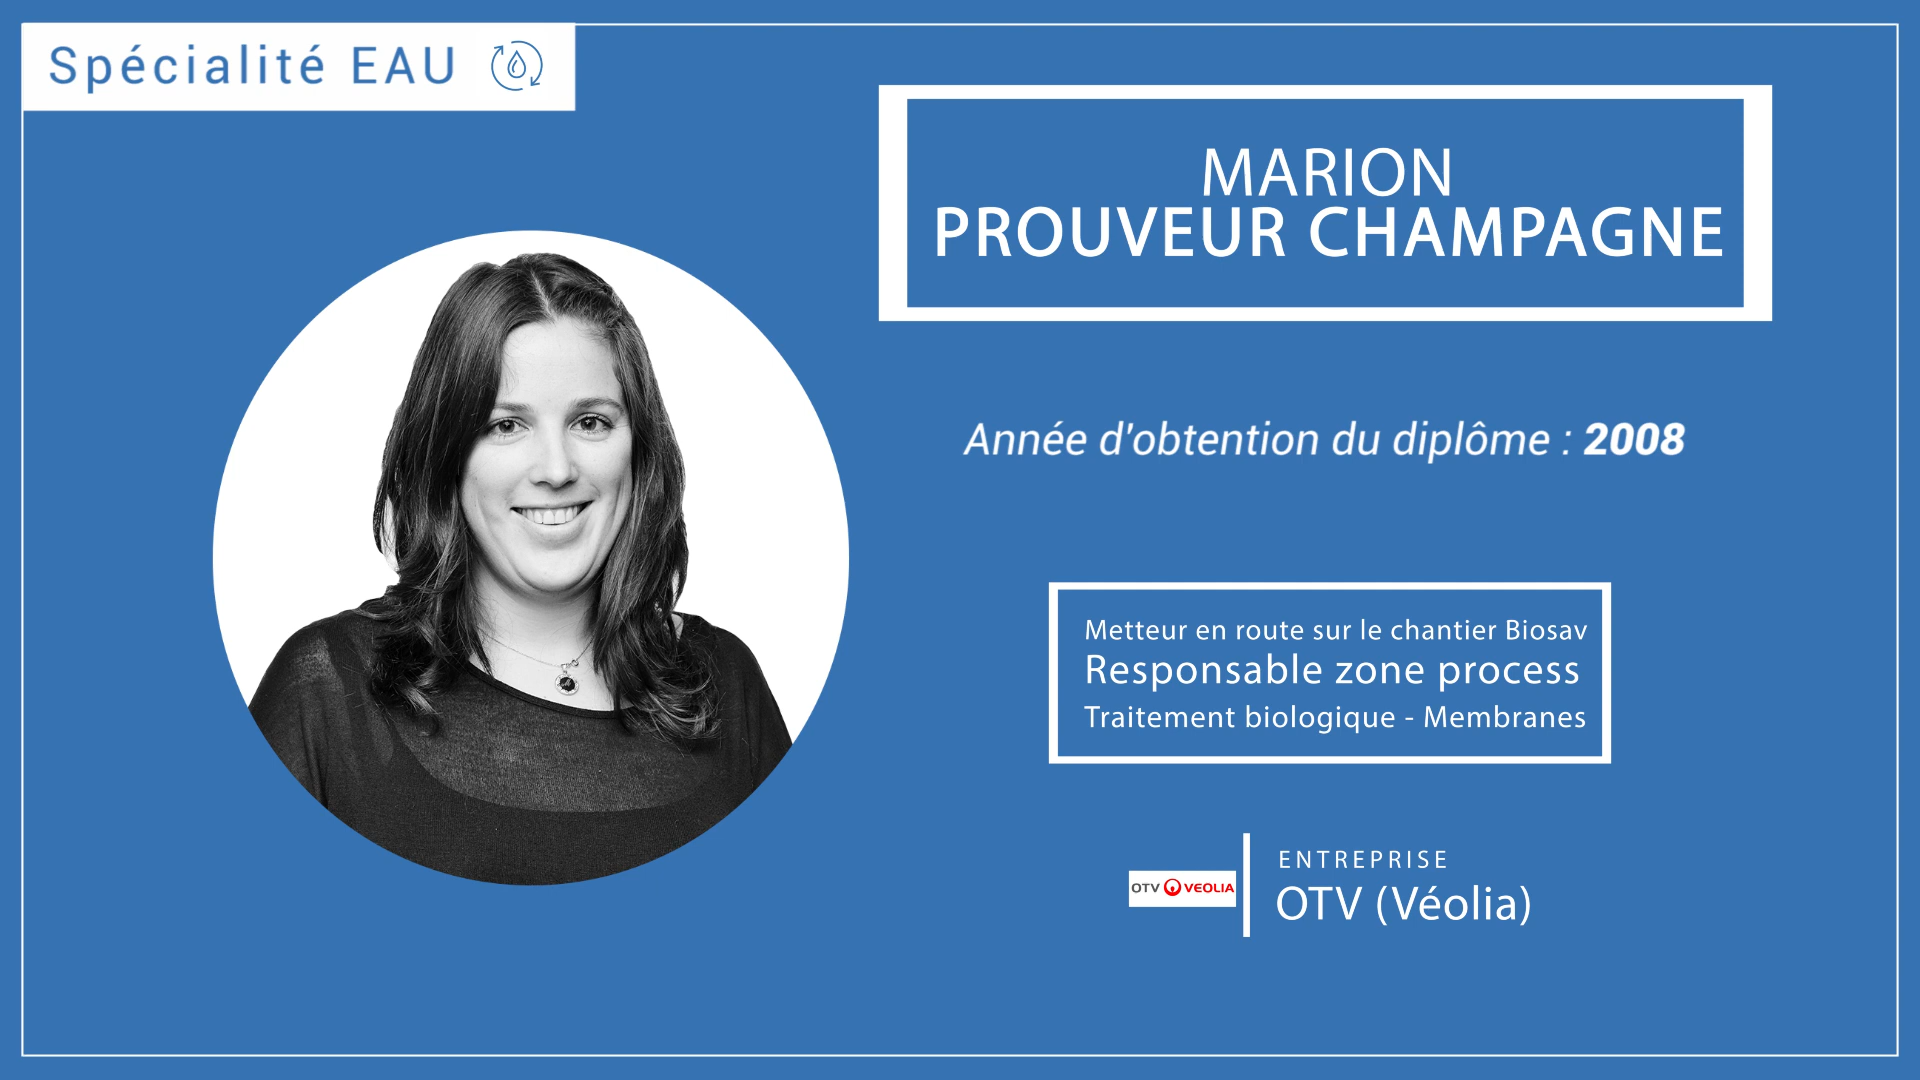 Spécialité EAU
MARION
PROUVEUR CHAMPAGNE
Année d'obtention du diplôme : 2008
Metteur en route sur le chantier Biosav
Responsable zone process
Traitement biologique - Membranes
ENTREPRISE
OTV VEOLIA
OTV (Véolia)